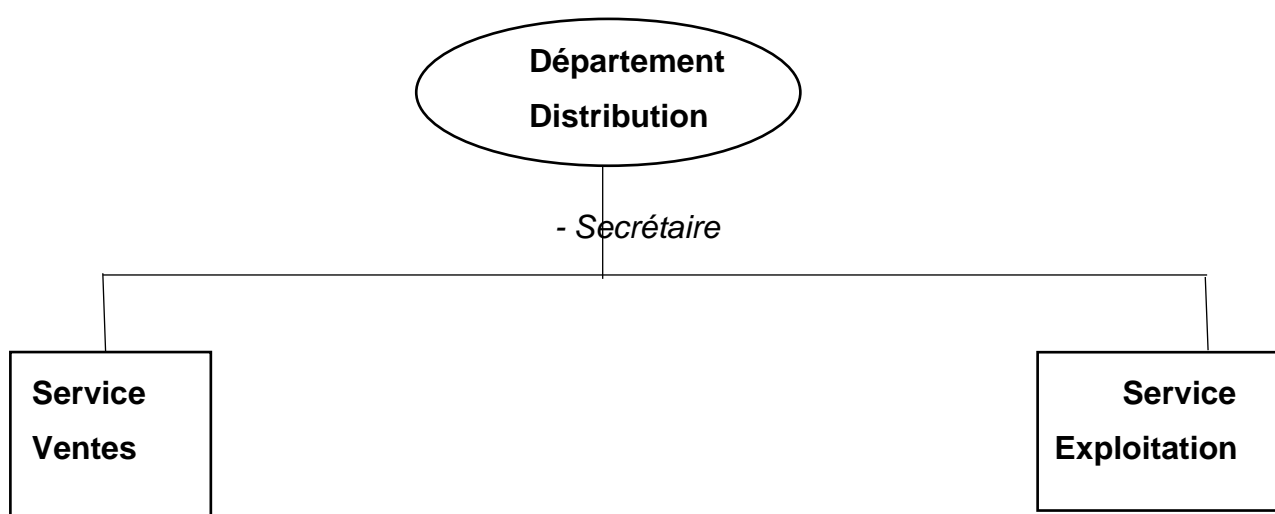 Département
Distribution
- Secrétaire
Service
Ventes
Service
Exploitation